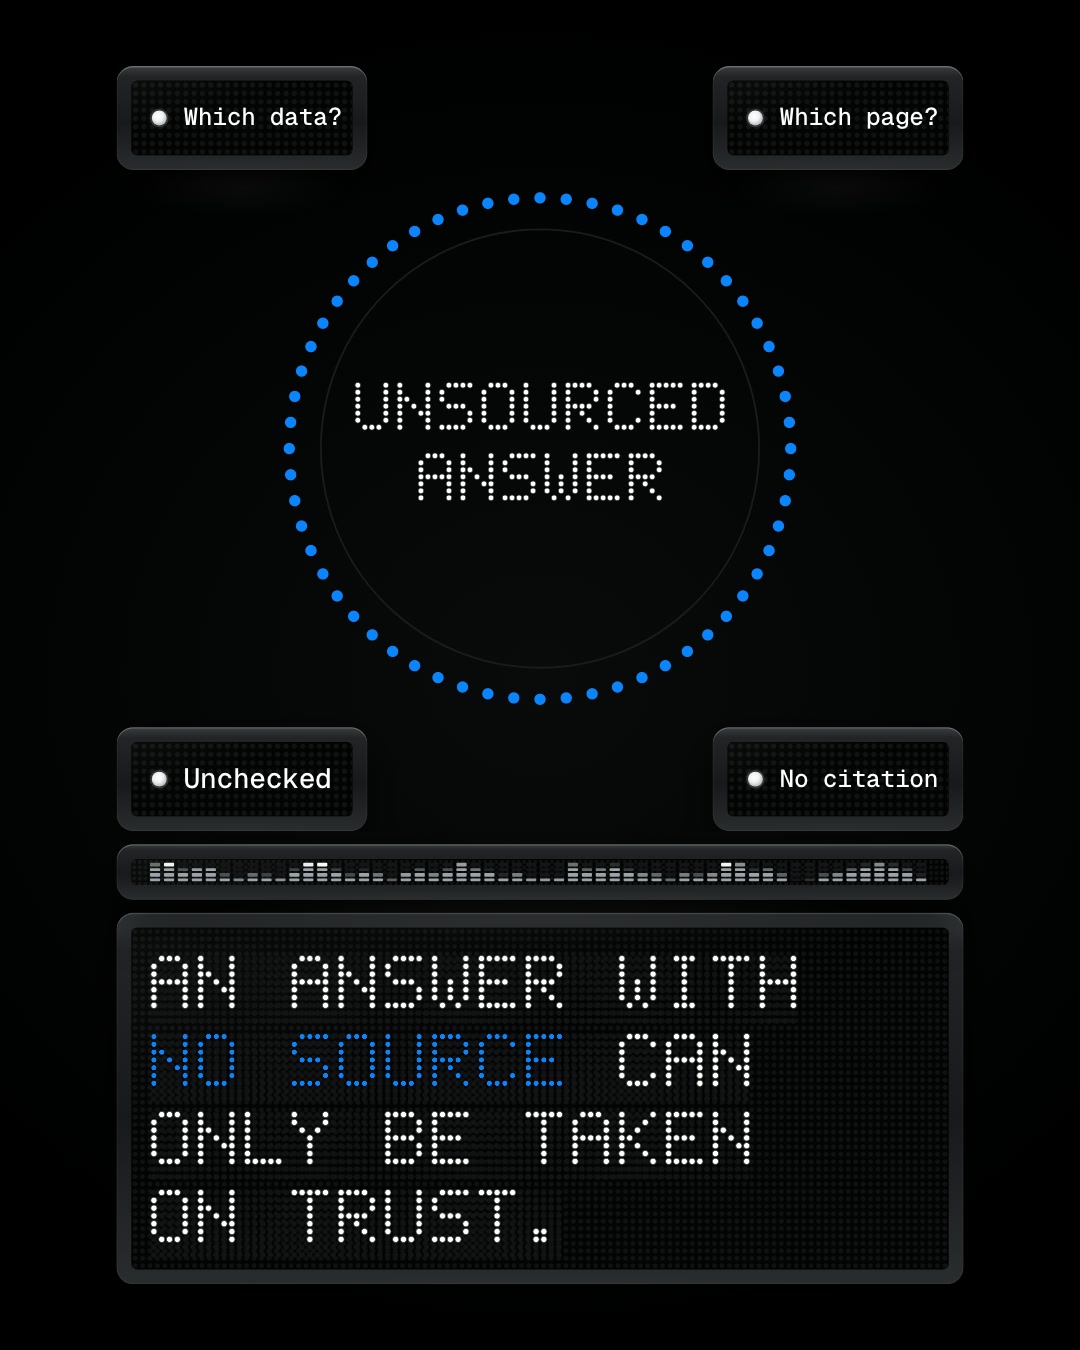 Which data?
Which page?
UNSOURCED
ANSWER
Unchecked
No citation
AN ANSWER WITH
NO SOURCE CAN
ONLY BE TAKEN
ON TRUST.